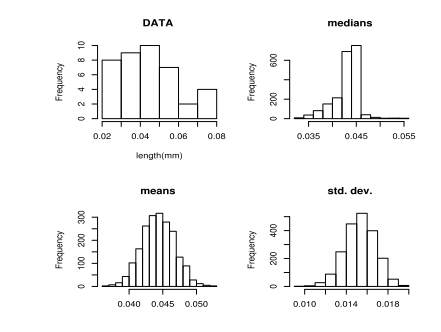 DATA
Frequency
0 2 4 6 8 10
0.02 0.04 0.06 0.08
length(mm)
medians
Frequency
0 200 600
0.035 0.045 0.055
means
Frequency
0 100 200 300
0.040 0.045 0.050
std. dev.
Frequency
0 200 400
0.010 0.014 0.018